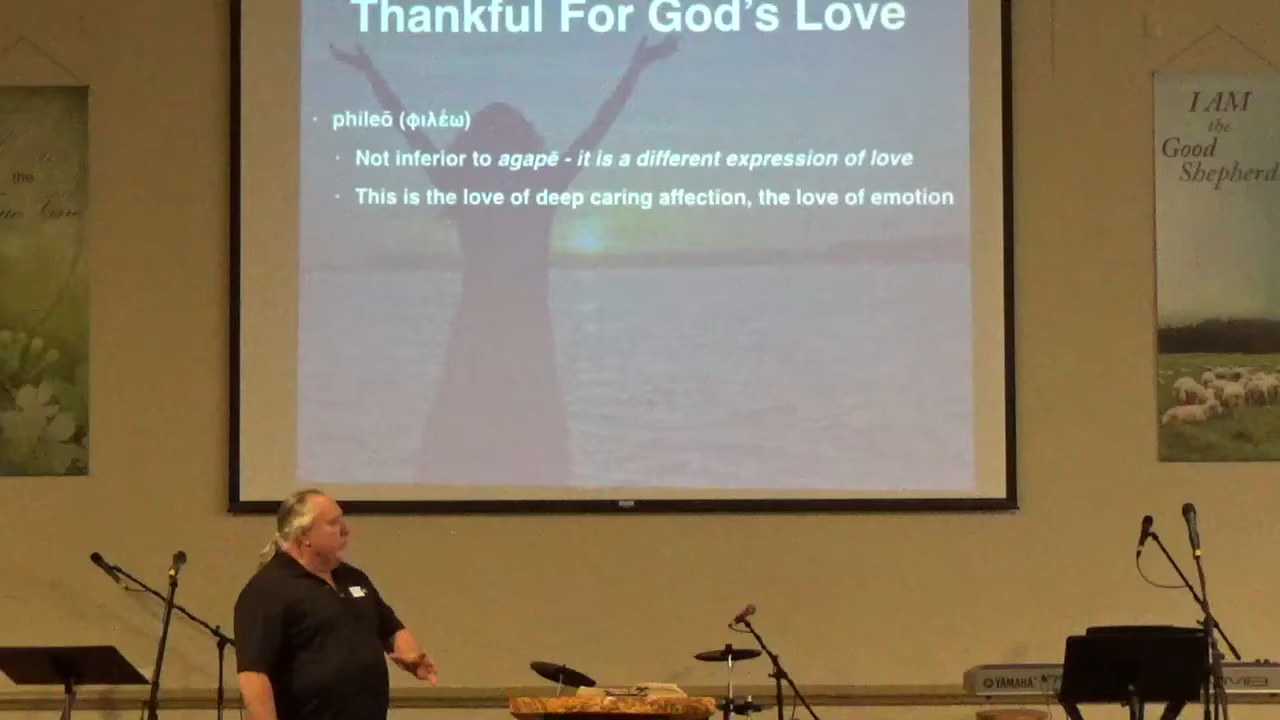 Thankful For God's Love
· phileō (φιλέω)
· Not inferior to agapē - it is a different expression of love
· This is the love of deep caring affection, the love of emotion
the
I AM
the
Good
Shepherd
YAMAHA